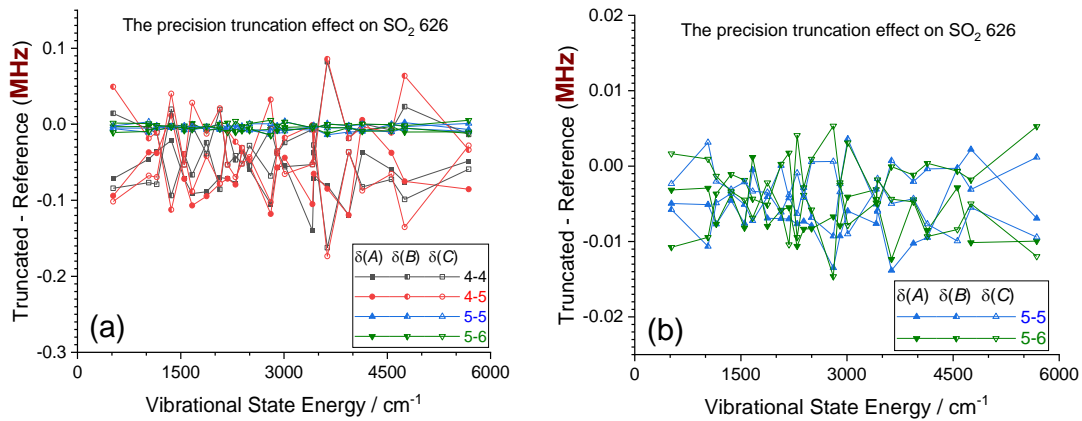 The precision truncation effect on SO₂ 626
0.1
0.0
-0.1
-0.2
-0.3
Truncated - Reference (MHz)
δ(A) δ(B) δ(C)
4-4
4-5
5-5
5-6
(a)
0 1500 3000 4500 6000
Vibrational State Energy / cm⁻¹
The precision truncation effect on SO₂ 626
0.02
0.01
0.00
-0.01
-0.02
Truncated - Reference (MHz)
δ(A) δ(B) δ(C)
5-5
5-6
(b)
0 1500 3000 4500 6000
Vibrational State Energy / cm⁻¹